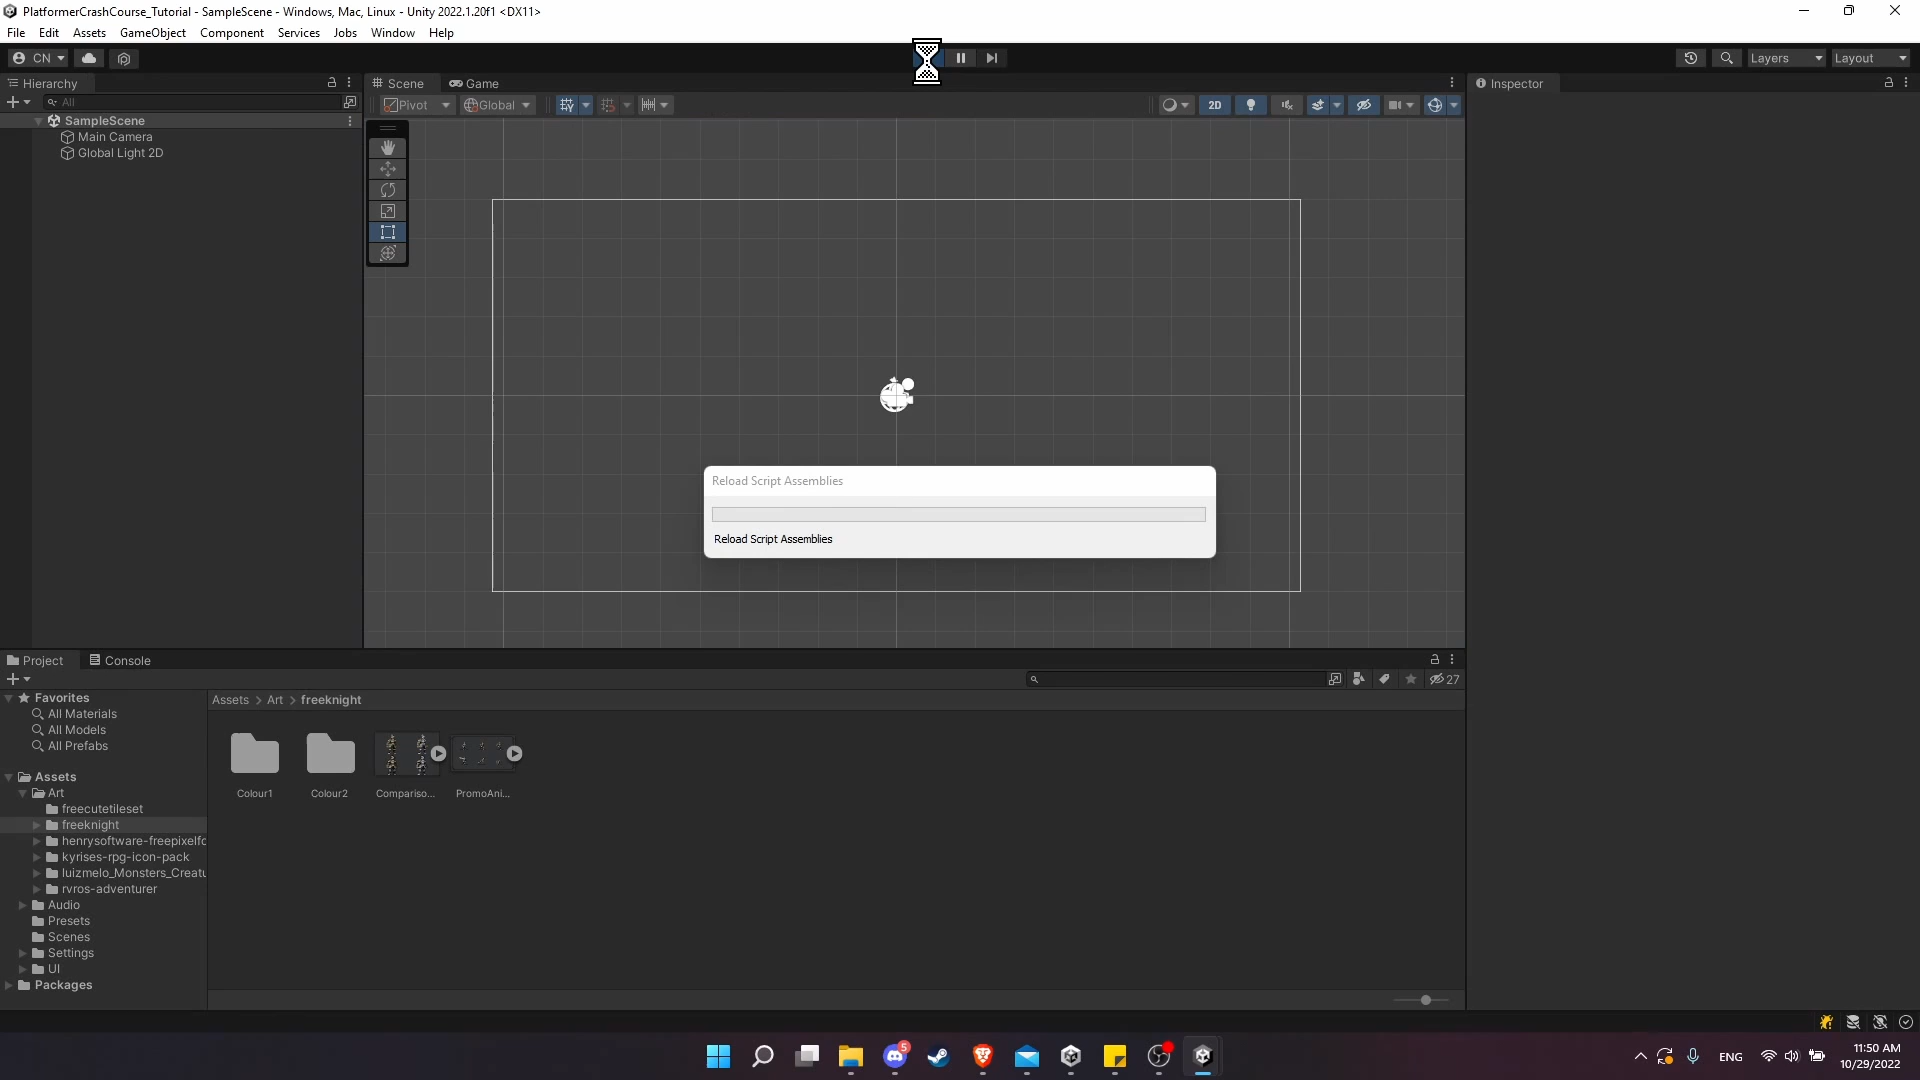 PlatformerCrashCourse_Tutorial - SampleScene - Windows, Mac, Linux - Unity 2022.1.20f1 <DX11>
File Edit Assets GameObject Component Services Jobs Window Help
CN Layers Layout
Hierarchy
All
SampleScene
Main Camera
Global Light 2D
Scene Game
Pivot Global 2D
Inspector
Reload Script Assemblies
Reload Script Assemblies
Project Console
27
Favorites
All Materials
All Models
All Prefabs
Assets
Art
freecutetileset
freeknight
henrysoftware-freepixelfo
kyrises-rpg-icon-pack
luizmelo_Monsters_Creatu
rvros-adventurer
Audio
Presets
Scenes
Settings
UI
Packages
Assets > Art > freeknight
Colour1 Colour2 Compariso... PromoAni...
5
ENG
11:50 AM
10/29/2022